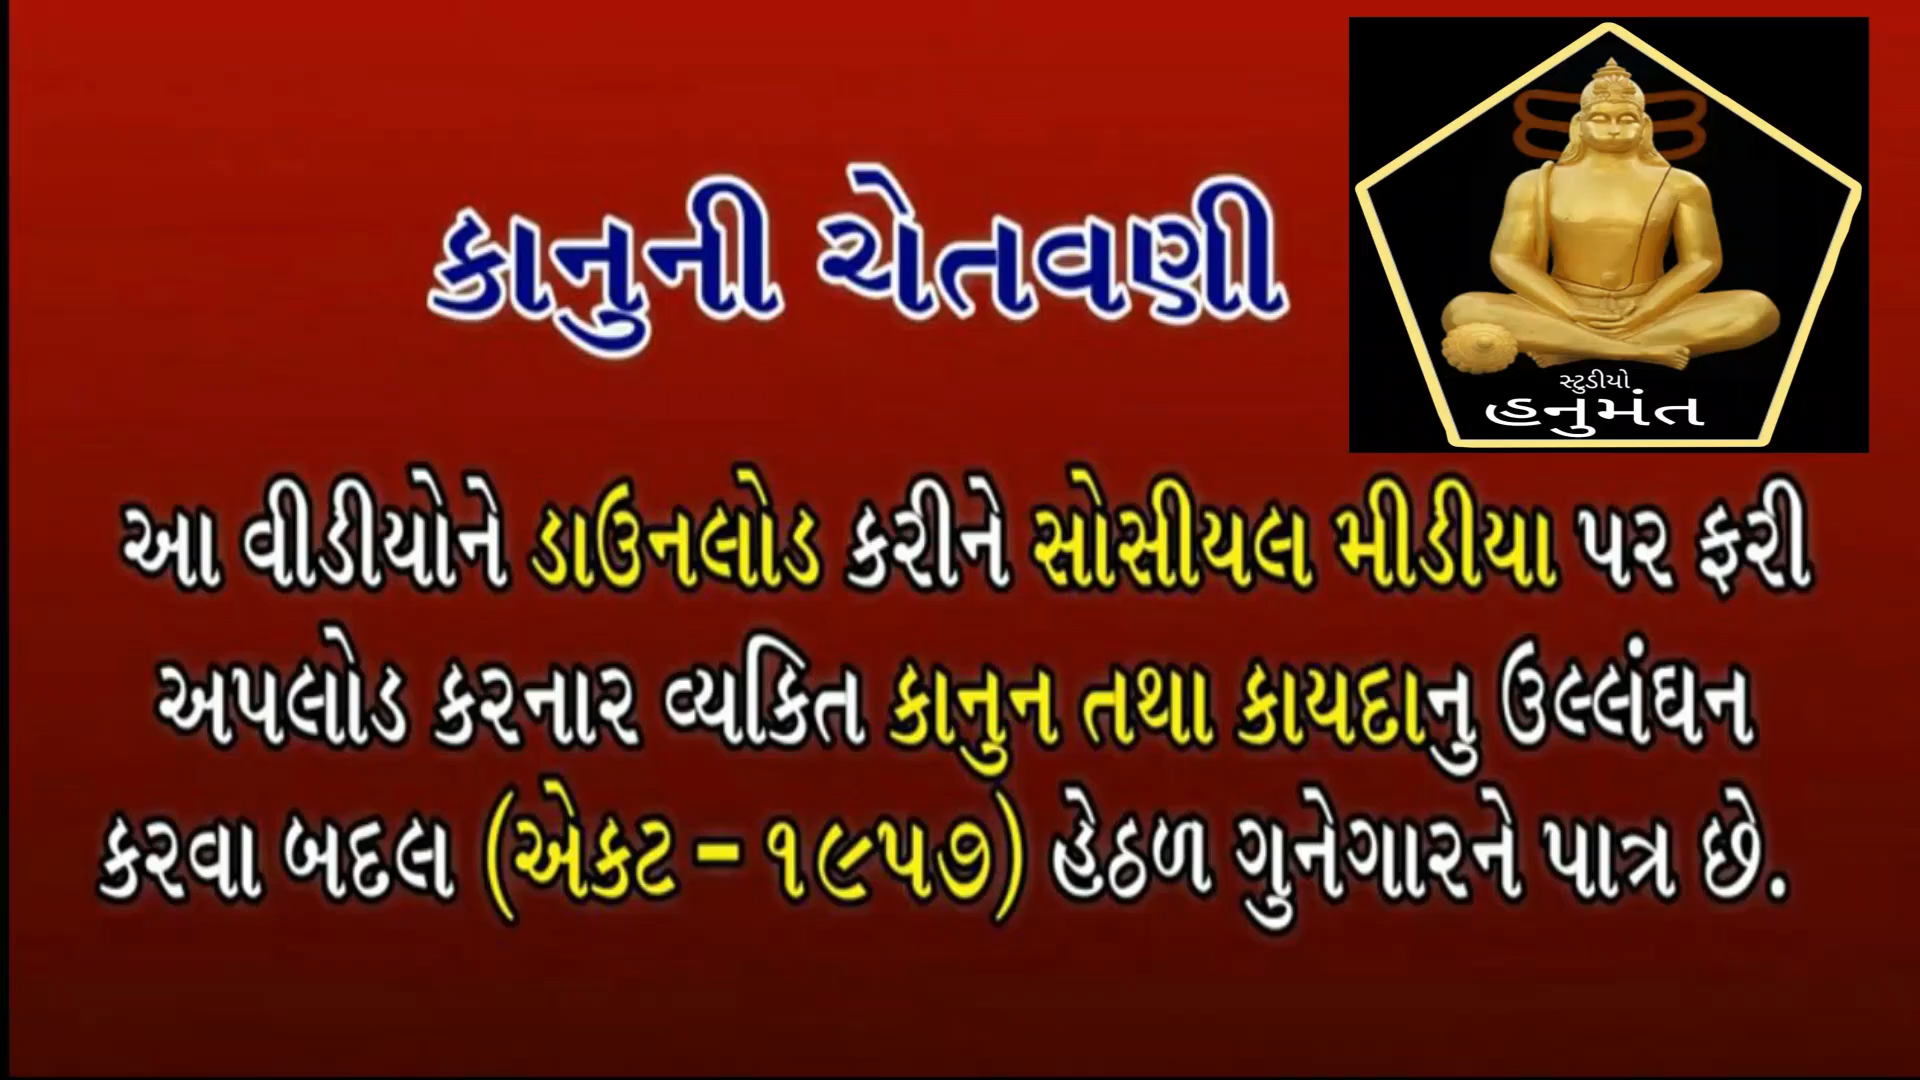 કાનુની ચેતવણી
સ્ટુડીયો
હનુમંત
આ વીડીયોને ડાઉનલોડ કરીને સોસીયલ મીડીયા પર ફરી
અપલોડ કરનાર વ્યકિત કાનુન તથા કાયદાનુ ઉલ્લંઘન
કરવા બદલ (એકટ - ૧૯૫૭) હેઠળ ગુનેગારને પાત્ર છે.